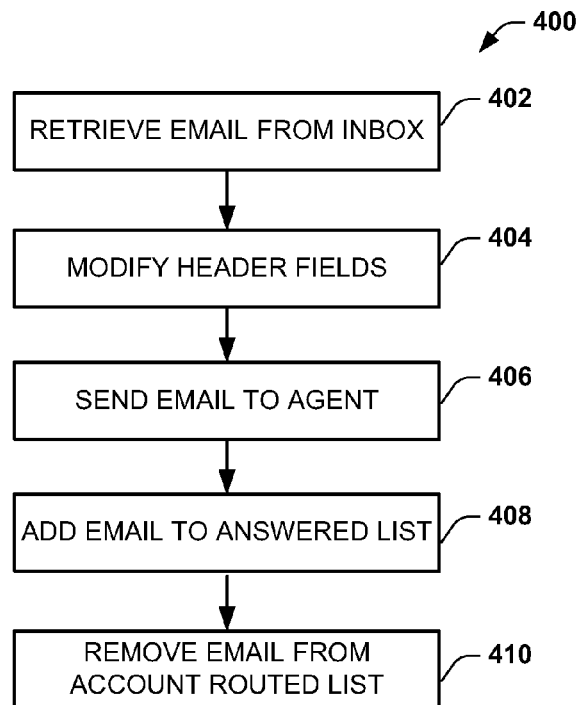 400
402
RETRIEVE EMAIL FROM INBOX
404
MODIFY HEADER FIELDS
406
SEND EMAIL TO AGENT
408
ADD EMAIL TO ANSWERED LIST
REMOVE EMAIL FROM
410
ACCOUNT ROUTED LIST